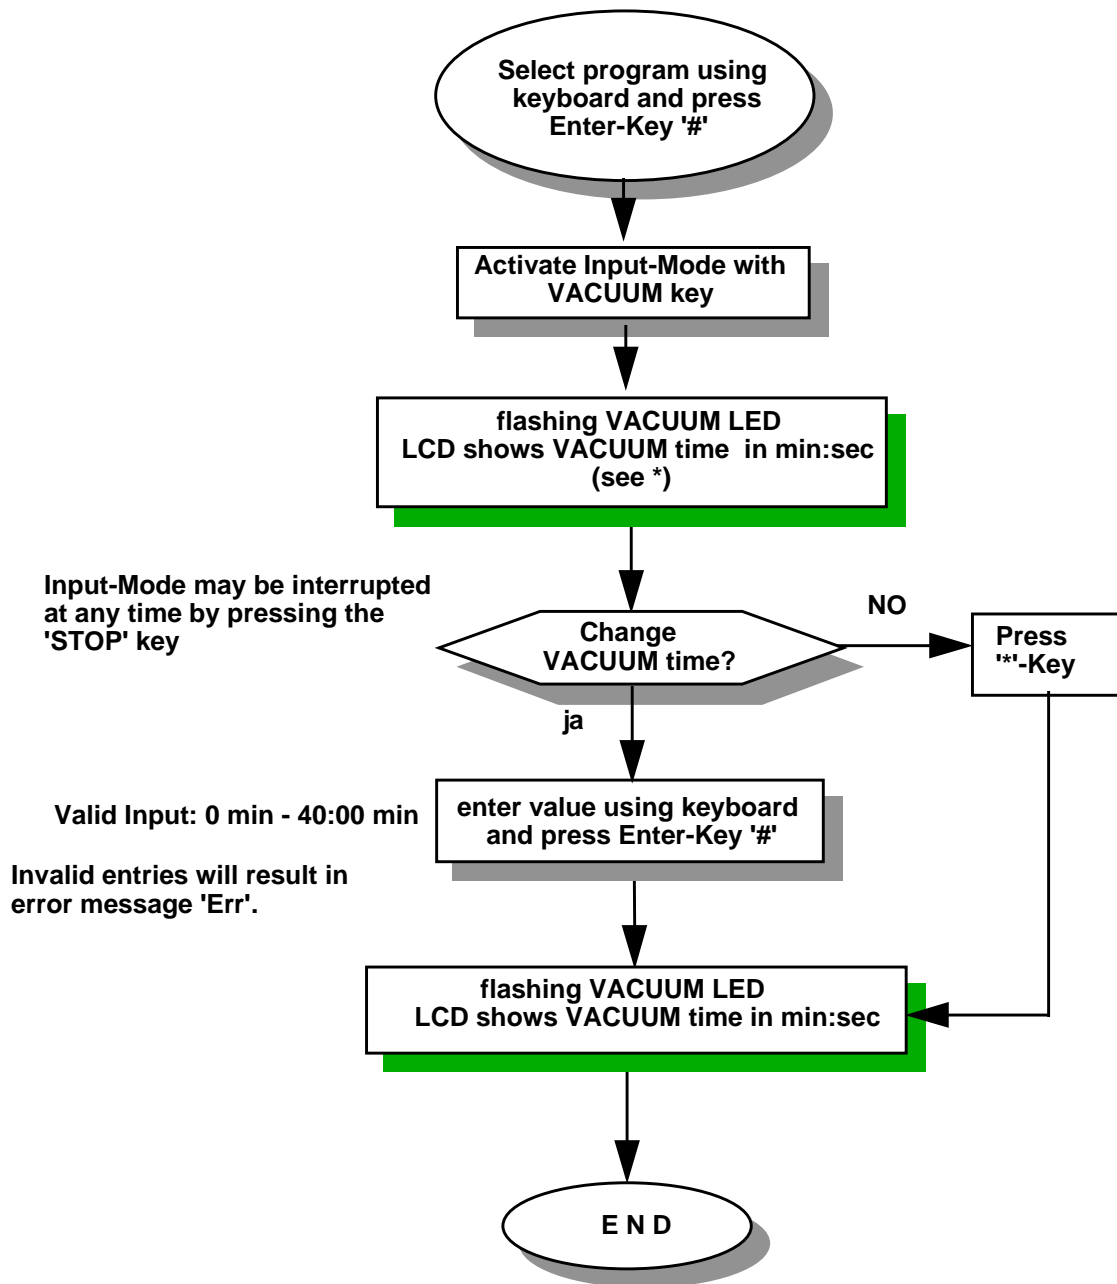 Select program using
keyboard and press
Enter-Key '#'
Activate Input-Mode with
VACUUM key
flashing VACUUM LED
LCD shows VACUUM time in min:sec
(see *)
Input-Mode may be interrupted
at any time by pressing the
'STOP' key
Change
VACUUM time?
NO
Press
'*'-Key
ja
Valid Input: 0 min - 40:00 min
enter value using keyboard
and press Enter-Key '#'
Invalid entries will result in
error message 'Err'.
flashing VACUUM LED
LCD shows VACUUM time in min:sec
E N D